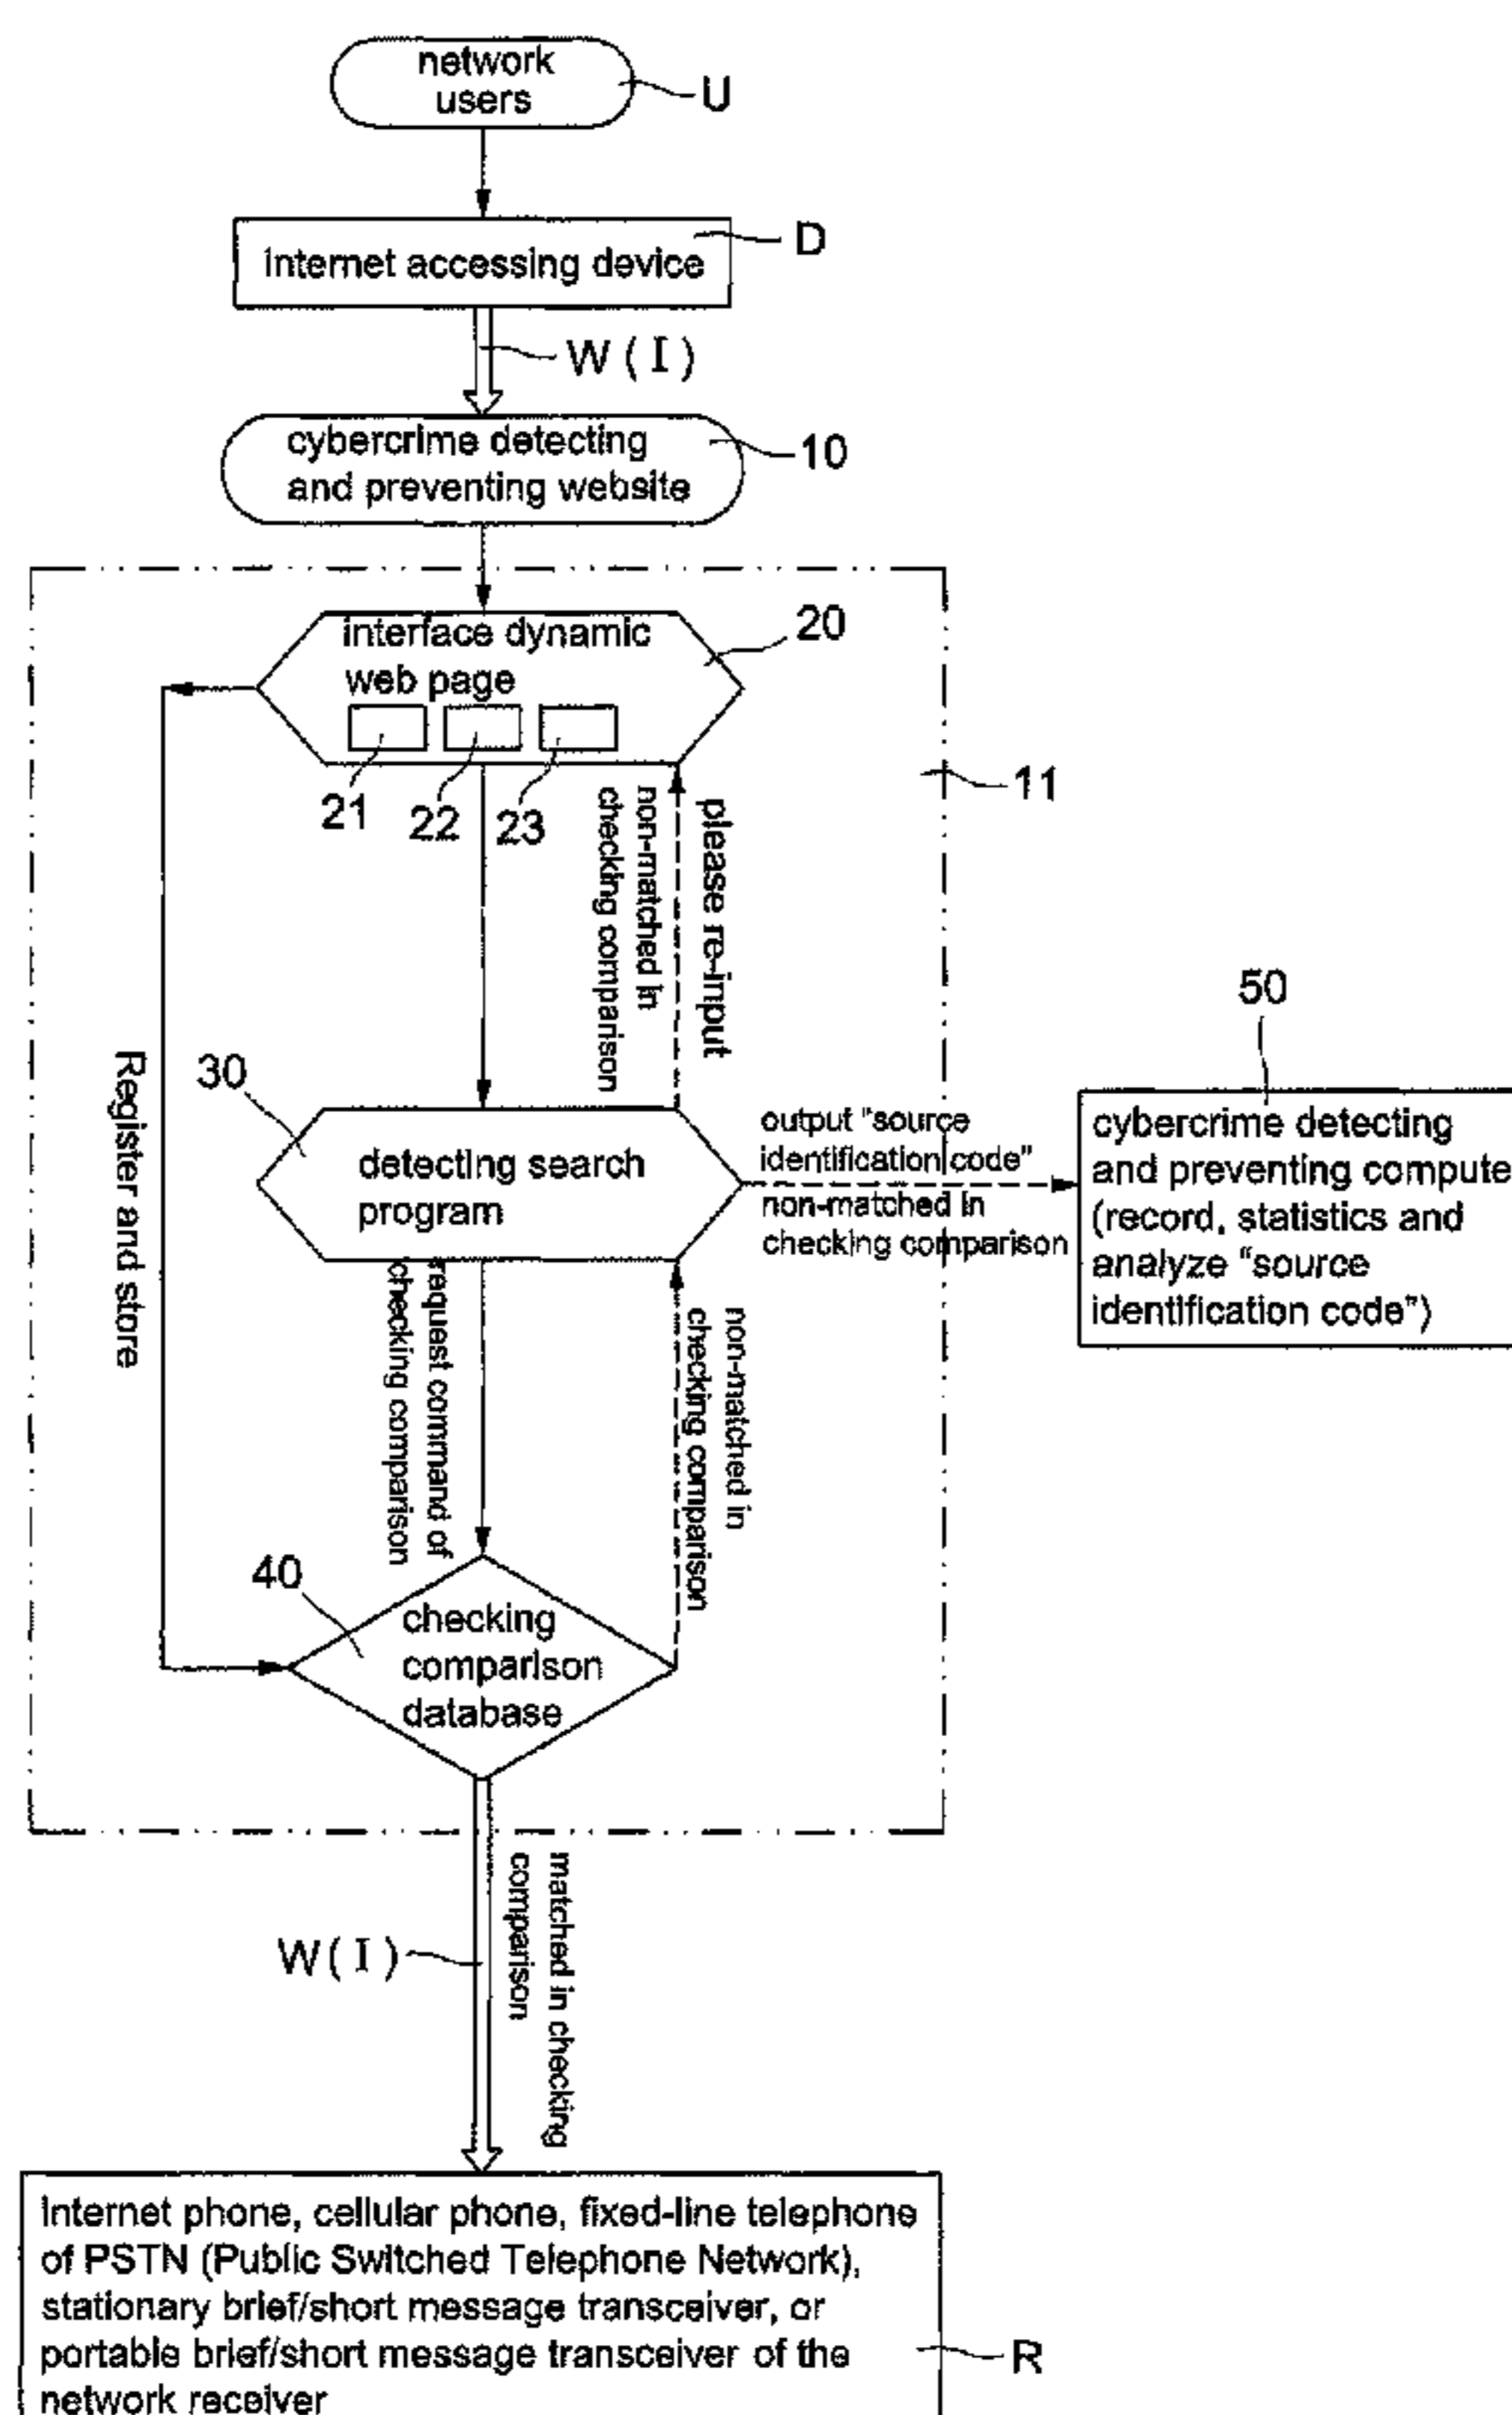 network
users
U
Internet accessing device
D
W(I)
cybercrime detecting
and preventing website
10
interface dynamic
web page
20
21
22
23
11
non-matched in
checking comparison
please re-input
Register and store
30
detecting search
program
output "source
identification code"
non-matched in
checking comparison
50
cybercrime detecting
and preventing compute
(record, statistics and
analyze "source
identification code")
request command of
checking comparison
non-matched in
checking comparison
40
checking
comparison
database
matched in checking
comparison
W(I)
Internet phone, cellular phone, fixed-line telephone
of PSTN (Public Switched Telephone Network),
stationary brief/short message transceiver, or
portable brief/short message transceiver of the
network receiver
R